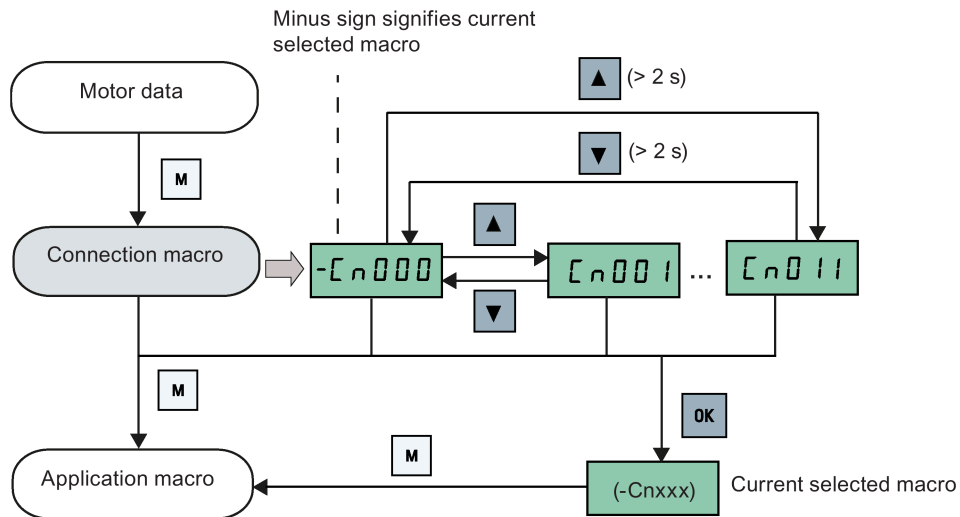 Minus sign signifies current
selected macro
Motor data
▲ (> 2 s)
▼ (> 2 s)
M
▲
Connection macro
-Cn000
Cn001
...
Cn011
▼
M
OK
M
Application macro
(-Cnxxx)
Current selected macro